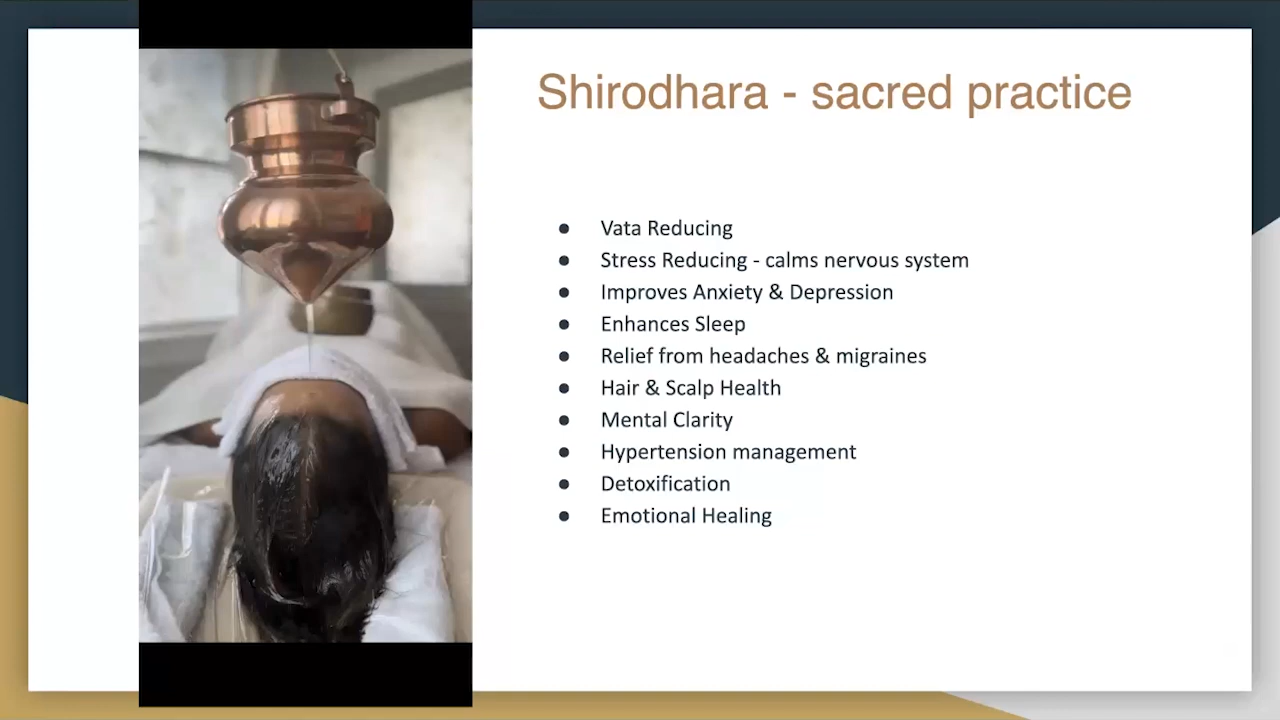 Shirodhara - sacred practice
● Vata Reducing
● Stress Reducing - calms nervous system
● Improves Anxiety & Depression
● Enhances Sleep
● Relief from headaches & migraines
● Hair & Scalp Health
● Mental Clarity
● Hypertension management
● Detoxification
● Emotional Healing